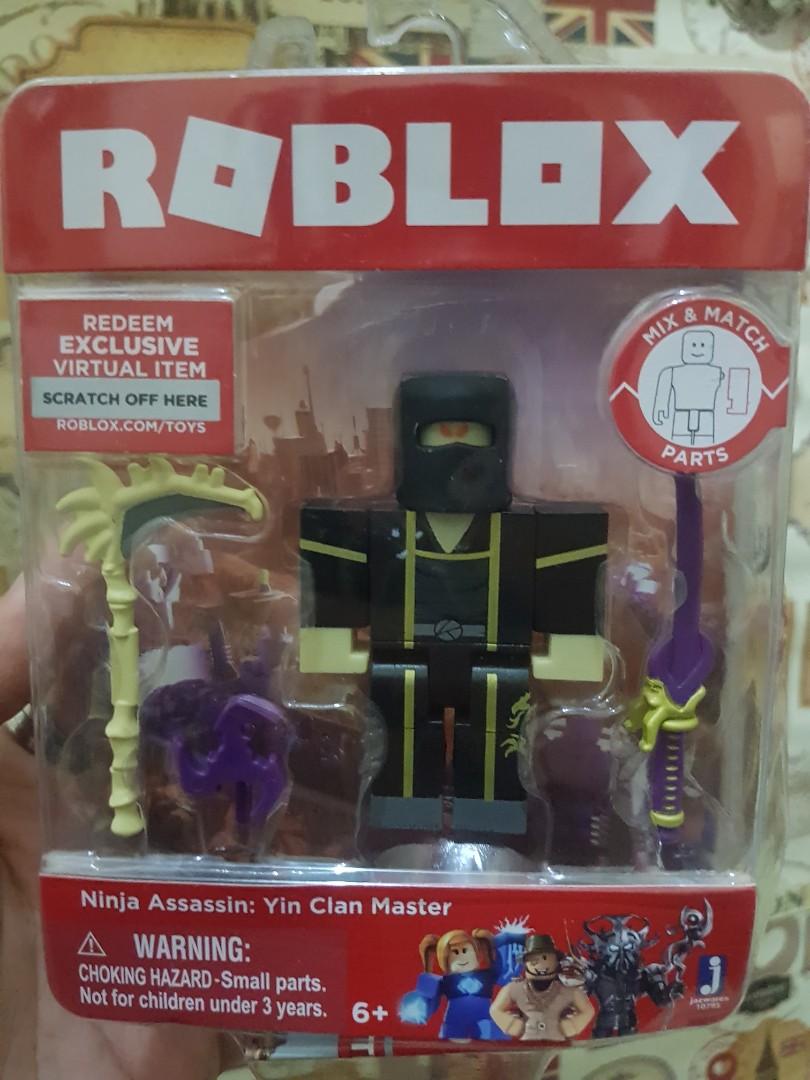 ROBLOX
REDEEM
EXCLUSIVE
VIRTUAL ITEM
SCRATCH OFF HERE
ROBLOX.COM/TOYS
MIX & MATCH
PARTS
Ninja Assassin: Yin Clan Master
WARNING:
CHOKING HAZARD-Small parts.
Not for children under 3 years.
6+
jazwares